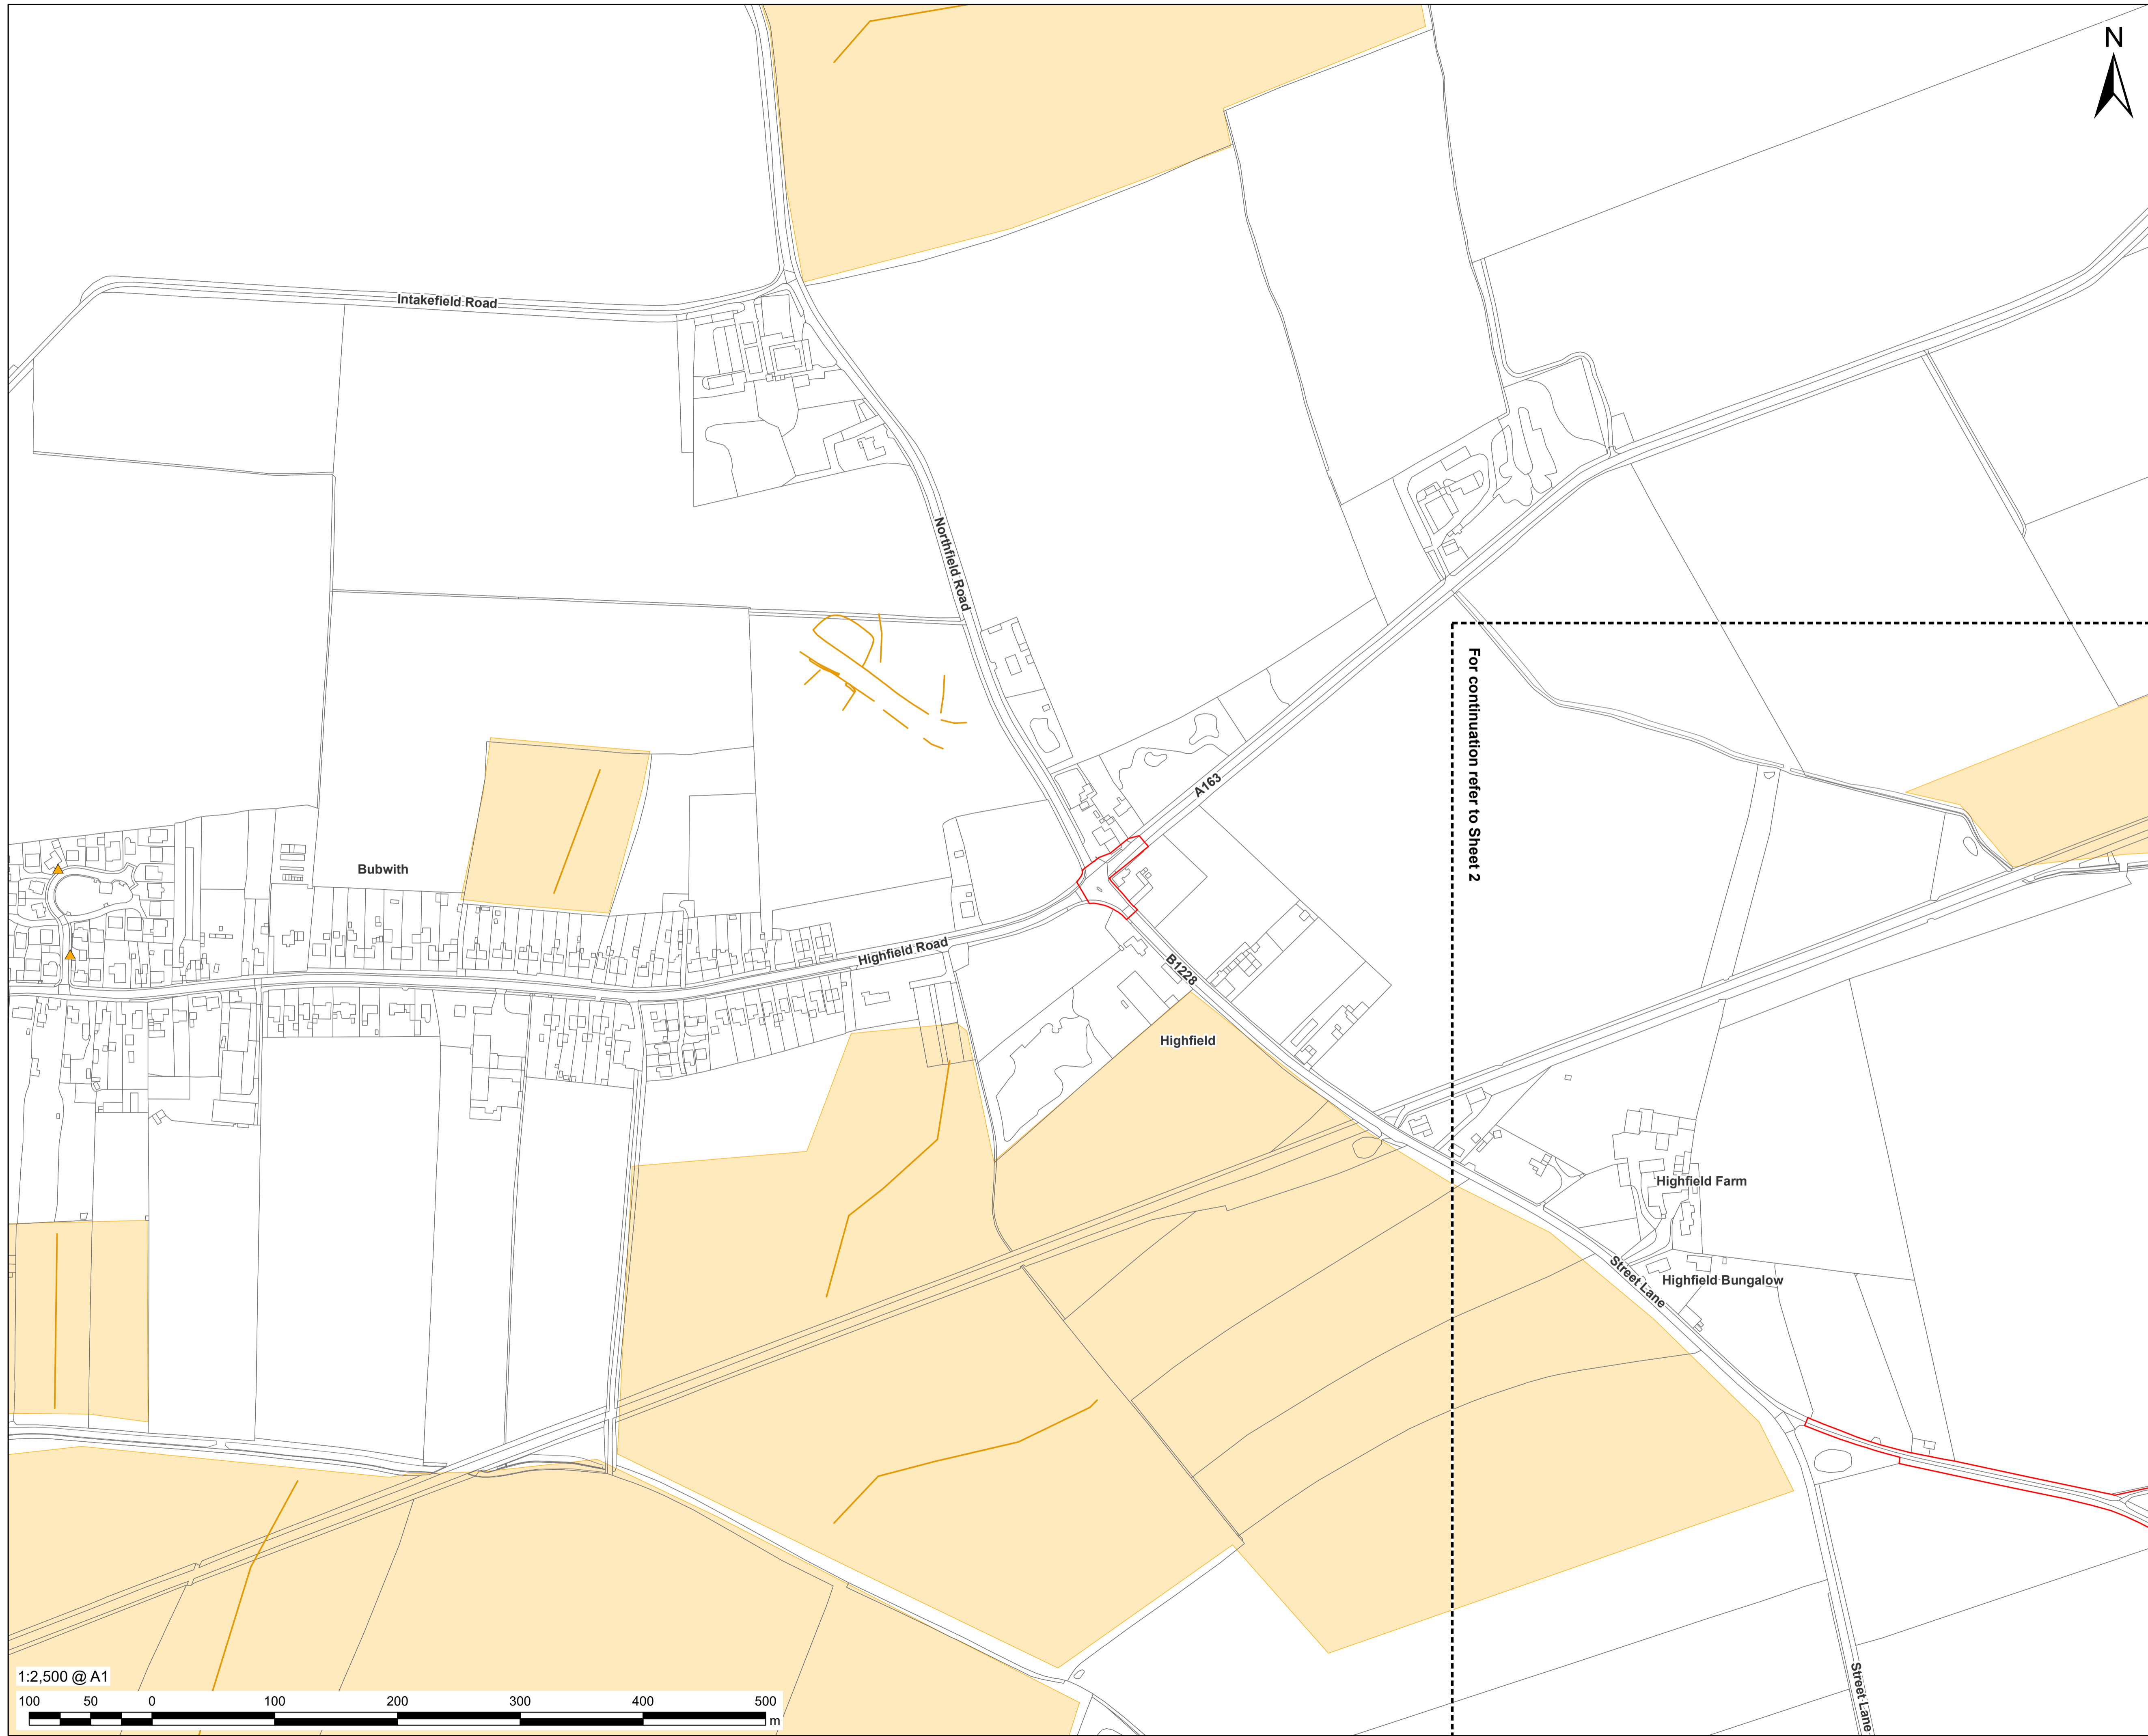 N
Intakefield Road
Northfield Road
For continuation refer to Sheet 2
A163
Bubwith
Highfield Road
B1228
Highfield
Highfield Farm
Street Lane
Highfield Bungalow
Street Lane
1:2,500 @ A1
100 50 0 100 200 300 400 500
m